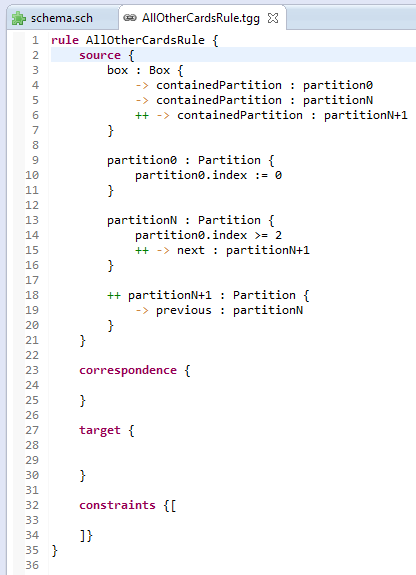 schema.sch AllOtherCardsRule.tgg
1 rule AllOtherCardsRule {
2 source {
3 box : Box {
4 -> containedPartition : partition0
5 -> containedPartition : partitionN
6 ++ -> containedPartition : partitionN+1
7 }
8
9 partition0 : Partition {
10 partition0.index := 0
11 }
12
13 partitionN : Partition {
14 partition0.index >= 2
15 ++ -> next : partitionN+1
16 }
17
18 ++ partitionN+1 : Partition {
19 -> previous : partitionN
20 }
21 }
22
23 correspondence {
24
25 }
26
27 target {
28
29
30 }
31
32 constraints {[
33
34 ]}
35 }
36